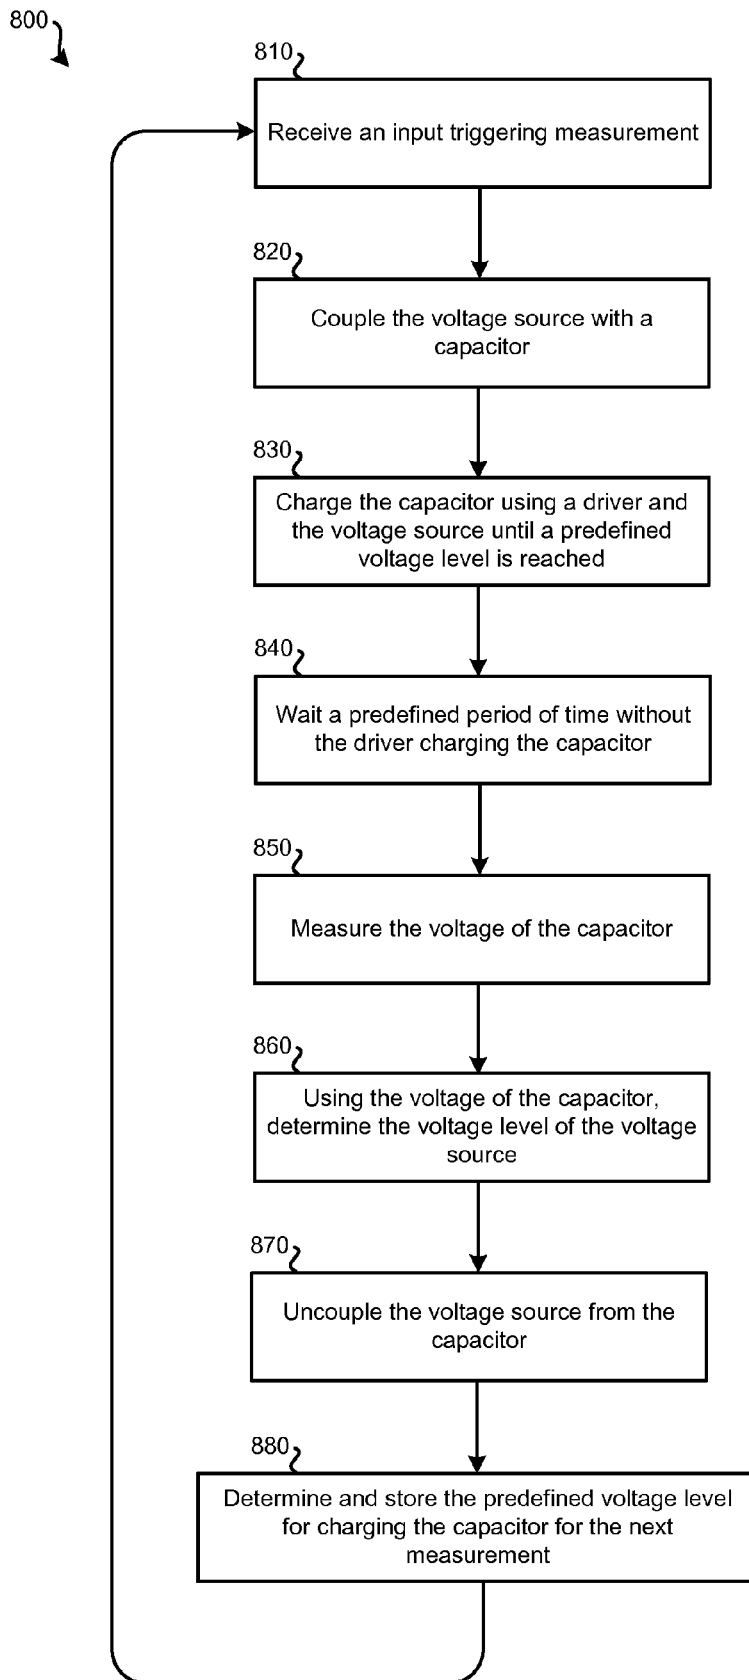 800
810
Receive an input triggering measurement
820
Couple the voltage source with a
capacitor
830
Charge the capacitor using a driver and
the voltage source until a predefined
voltage level is reached
840
Wait a predefined period of time without
the driver charging the capacitor
850
Measure the voltage of the capacitor
860
Using the voltage of the capacitor,
determine the voltage level of the voltage
source
870
Uncouple the voltage source from the
capacitor
880
Determine and store the predefined voltage level
for charging the capacitor for the next
measurement